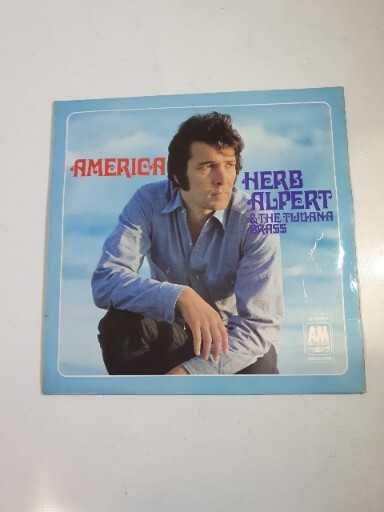 AMERICA
HERB
ALPERT
& THE TIJUANA
BRASS
A&M